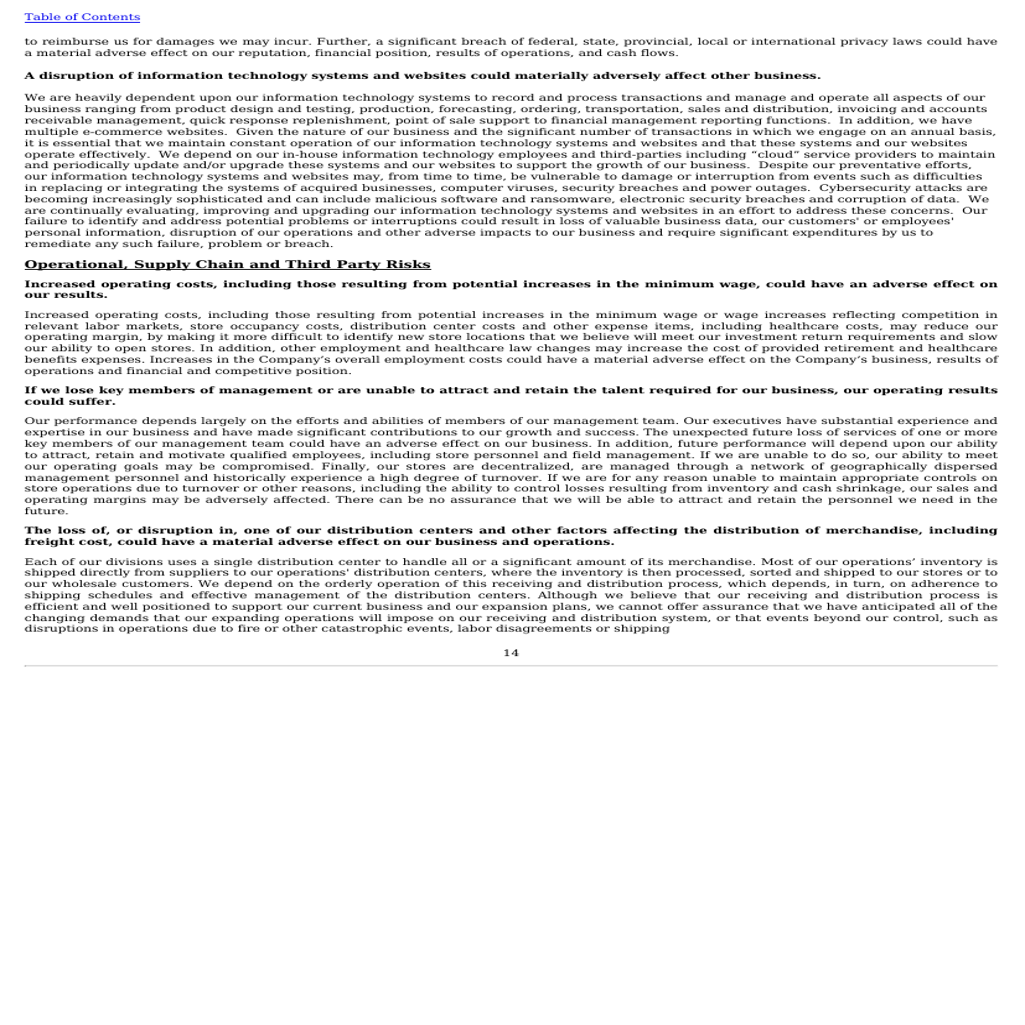 Table of Contents
to reimburse us for damages we may incur. Further, a significant breach of federal, state, provincial, local or international privacy laws could have
a material adverse effect on our reputation, financial position, results of operations, and cash flows.
A disruption of information technology systems and websites could materially adversely affect other business.
We are heavily dependent upon our information technology systems to record and process transactions and manage and operate all aspects of our
business ranging from product design and testing, production, forecasting, ordering, transportation, sales and distribution, invoicing and accounts
receivable management, quick response replenishment, point of sale support to financial management reporting functions.  In addition, we have
multiple e-commerce websites.  Given the nature of our business and the significant number of transactions in which we engage on an annual basis,
it is essential that we maintain constant operation of our information technology systems and websites and that these systems and our websites
operate effectively.  We depend on our in-house information technology employees and third-parties including “cloud” service providers to maintain
and periodically update and/or upgrade these systems and our websites to support the growth of our business.  Despite our preventative efforts,
our information technology systems and websites may, from time to time, be vulnerable to damage or interruption from events such as difficulties
in replacing or integrating the systems of acquired businesses, computer viruses, security breaches and power outages.  Cybersecurity attacks are
becoming increasingly sophisticated and can include malicious software and ransomware, electronic security breaches and corruption of data.  We
are continually evaluating, improving and upgrading our information technology systems and websites in an effort to address these concerns.  Our
failure to identify and address potential problems or interruptions could result in loss of valuable business data, our customers' or employees'
personal information, disruption of our operations and other adverse impacts to our business and require significant expenditures by us to
remediate any such failure, problem or breach.
Operational, Supply Chain and Third Party Risks
Increased operating costs, including those resulting from potential increases in the minimum wage, could have an adverse effect on
our results.
Increased operating costs, including those resulting from potential increases in the minimum wage or wage increases reflecting competition in
relevant labor markets, store occupancy costs, distribution center costs and other expense items, including healthcare costs, may reduce our
operating margin, by making it more difficult to identify new store locations that we believe will meet our investment return requirements and slow
our ability to open stores. In addition, other employment and healthcare law changes may increase the cost of provided retirement and healthcare
benefits expenses. Increases in the Company’s overall employment costs could have a material adverse effect on the Company’s business, results of
operations and financial and competitive position.
If we lose key members of management or are unable to attract and retain the talent required for our business, our operating results
could suffer.
Our performance depends largely on the efforts and abilities of members of our management team. Our executives have substantial experience and
expertise in our business and have made significant contributions to our growth and success. The unexpected future loss of services of one or more
key members of our management team could have an adverse effect on our business. In addition, future performance will depend upon our ability
to attract, retain and motivate qualified employees, including store personnel and field management. If we are unable to do so, our ability to meet
our operating goals may be compromised. Finally, our stores are decentralized, are managed through a network of geographically dispersed
management personnel and historically experience a high degree of turnover. If we are for any reason unable to maintain appropriate controls on
store operations due to turnover or other reasons, including the ability to control losses resulting from inventory and cash shrinkage, our sales and
operating margins may be adversely affected. There can be no assurance that we will be able to attract and retain the personnel we need in the
future.
The loss of, or disruption in, one of our distribution centers and other factors affecting the distribution of merchandise, including
freight cost, could have a material adverse effect on our business and operations.
Each of our divisions uses a single distribution center to handle all or a significant amount of its merchandise. Most of our operations’ inventory is
shipped directly from suppliers to our operations' distribution centers, where the inventory is then processed, sorted and shipped to our stores or to
our wholesale customers. We depend on the orderly operation of this receiving and distribution process, which depends, in turn, on adherence to
shipping schedules and effective management of the distribution centers. Although we believe that our receiving and distribution process is
efficient and well positioned to support our current business and our expansion plans, we cannot offer assurance that we have anticipated all of the
changing demands that our expanding operations will impose on our receiving and distribution system, or that events beyond our control, such as
disruptions in operations due to fire or other catastrophic events, labor disagreements or shipping
14